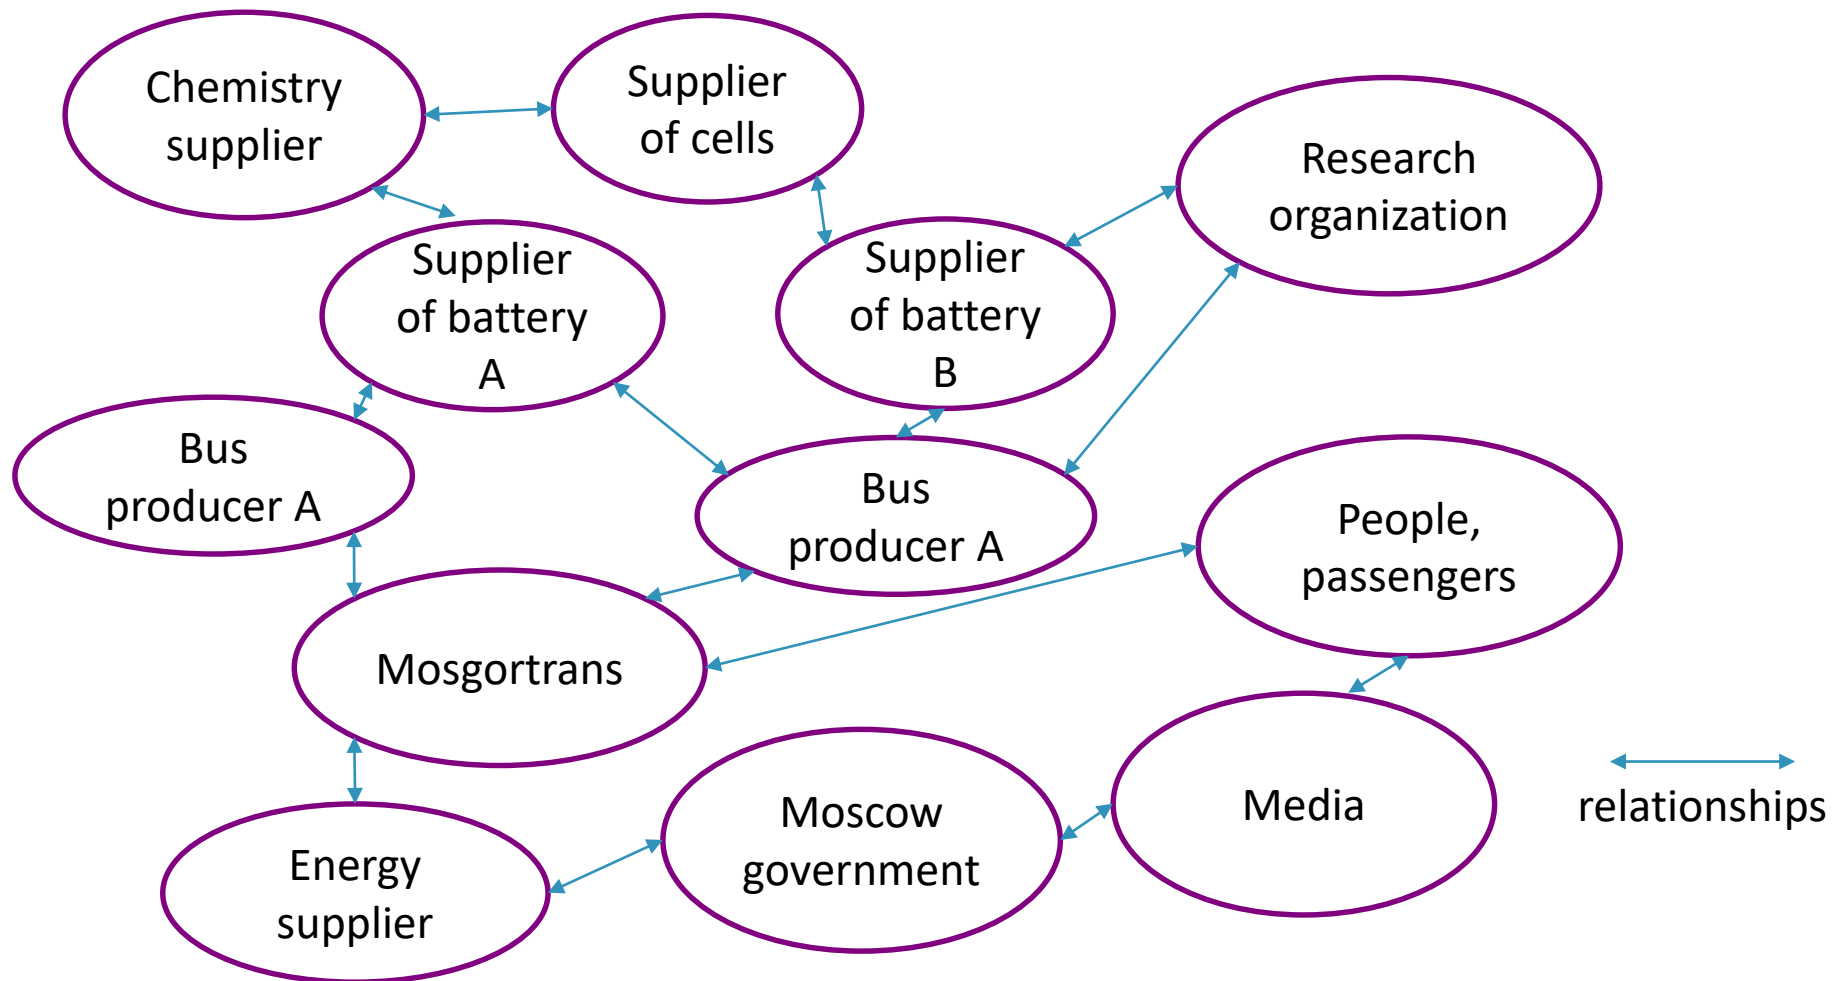 Chemistry
supplier
Supplier
of cells
Research
organization
Supplier
of battery
A
Supplier
of battery
B
Bus
producer A
Bus
producer A
People,
passengers
Mosgortrans
Moscow
government
Media
relationships
Energy
supplier